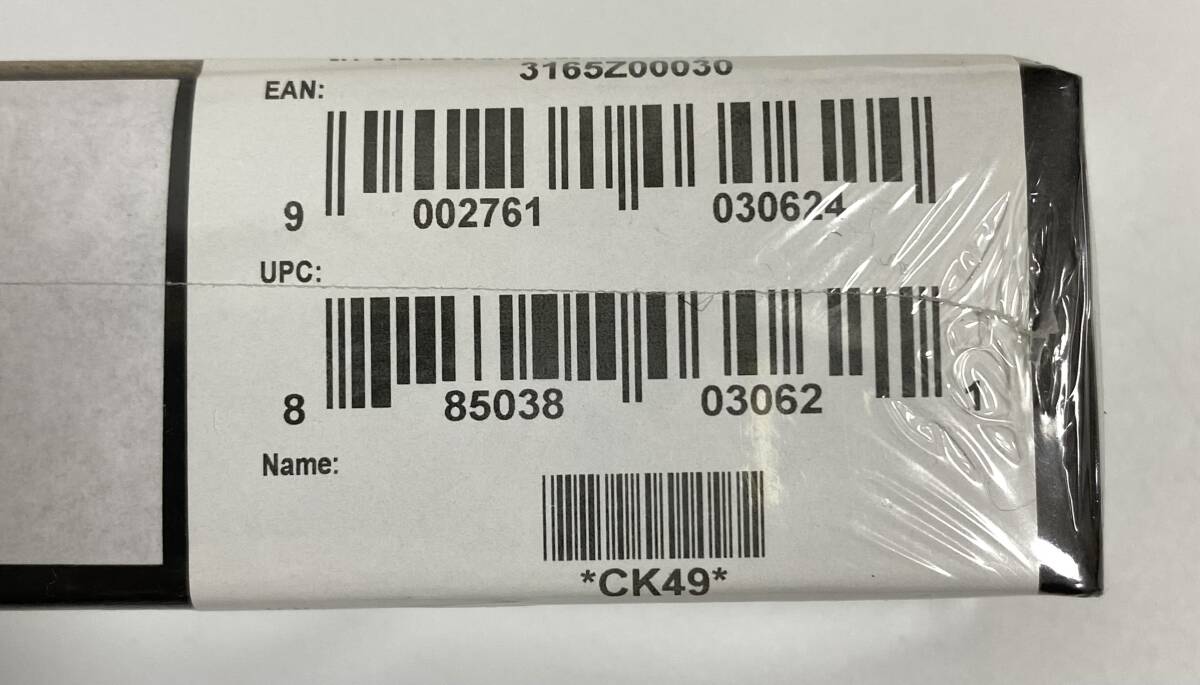 3165Z00030
EAN:
9 002761 030624
UPC:
8 85038 03062 1
Name:
*CK49*